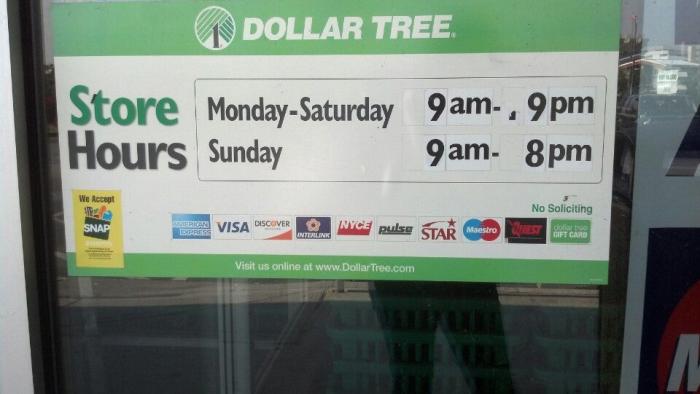 DOLLAR TREE
Store Hours
Monday-Saturday 9am- 9pm
Sunday 9am- 8pm
No Soliciting
We Accept
SNAP
AMERICAN EXPRESS
VISA
DISCOVER
INTERLINK
NYCE
pulse
STAR
Maestro
QUEST
dollar tree GIFT CARD
Visit us online at www.DollarTree.com